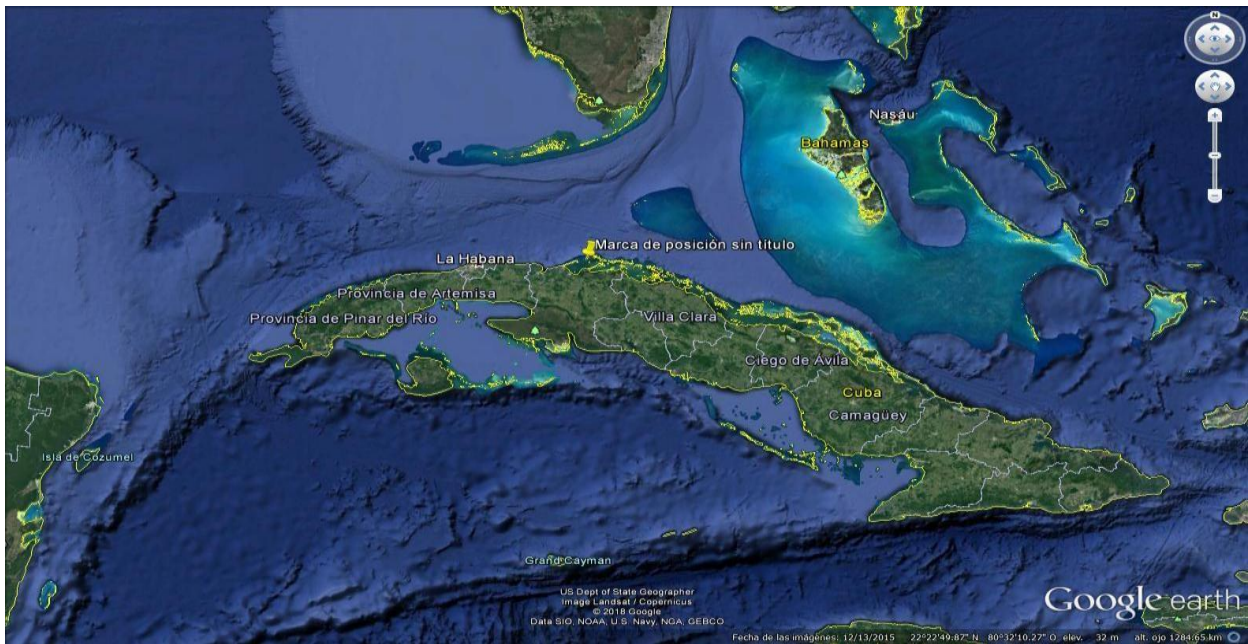 N
Nasáu
Bahamas
Marca de posición sin título
La Habana
Provincia de Artemisa
Provincia de Pinar del Río
Villa Clara
Ciego de Ávila
Cuba
Camagüey
Isla de Cozumel
Grand Cayman
US Dept of State Geographer
Image Landsat / Copernicus
© 2018 Google
Data SIO, NOAA, U.S. Navy, NGA, GEBCO
Google earth
Fecha de las imágenes: 12/13/2015 22°22'49.87" N 80°32'10.27" O elev. 32 m alt. ojo 1284.65 km